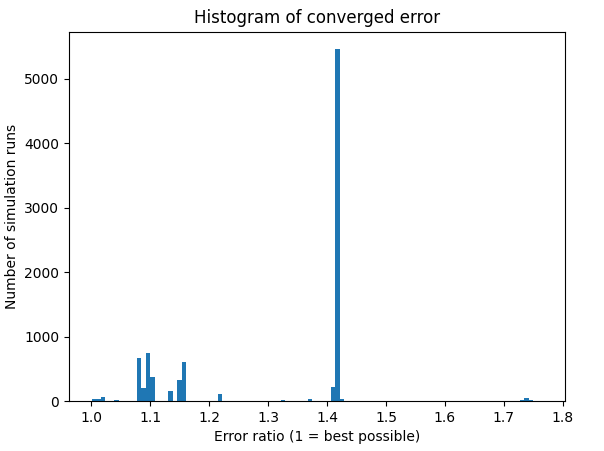 Histogram of converged error
Number of simulation runs
5000
4000
3000
2000
1000
0
1.0 1.1 1.2 1.3 1.4 1.5 1.6 1.7 1.8
Error ratio (1 = best possible)